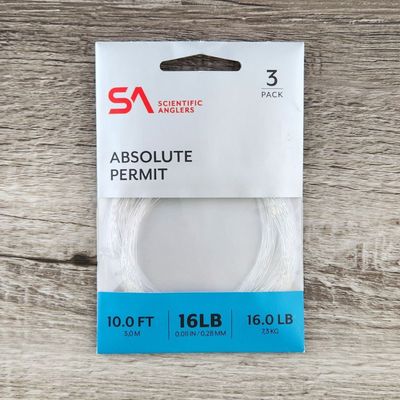 SA
SCIENTIFIC
ANGLERS
3
PACK
ABSOLUTE
PERMIT
10.0 FT
3,0 M
16LB
0.011 IN / 0.28 MM
16.0 LB
7,3 KG